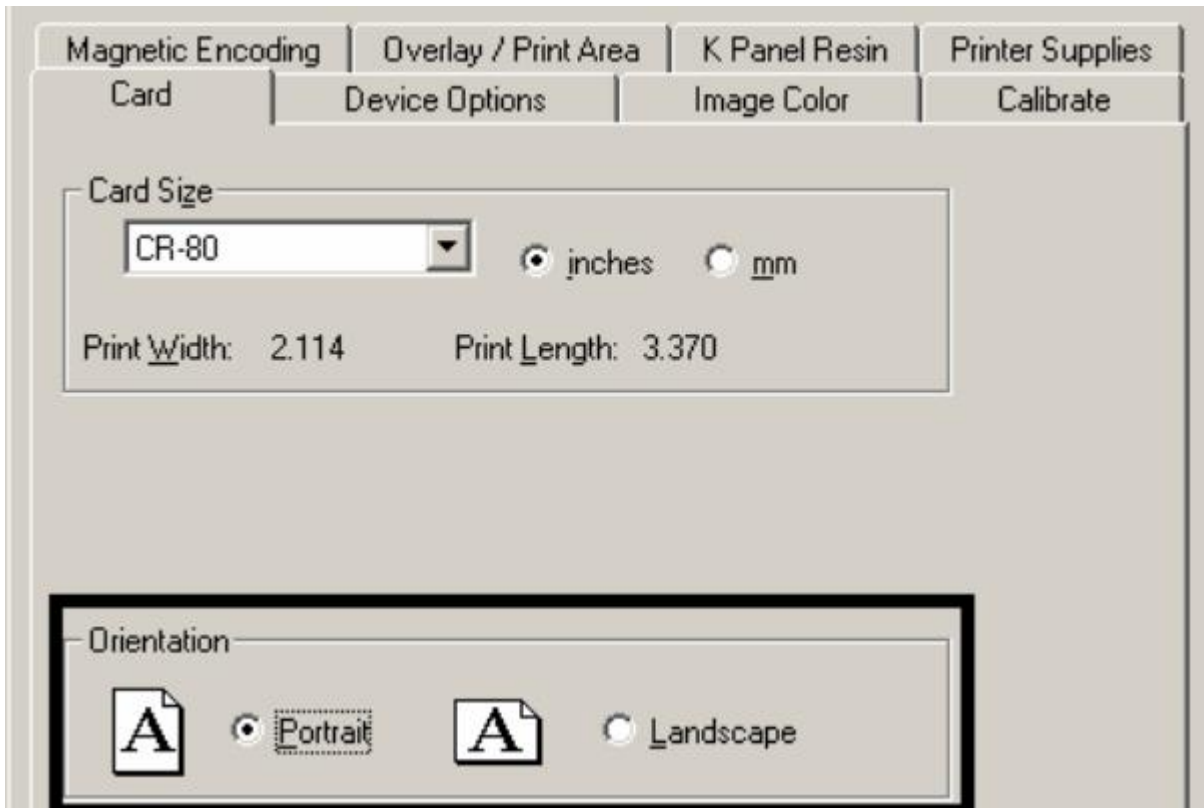 Magnetic Encoding Overlay / Print Area K Panel Resin Printer Supplies
Card Device Options Image Color Calibrate
Card Size
CR-80 inches mm
Print Width: 2.114 Print Length: 3.370
Orientation
A Portrait A Landscape